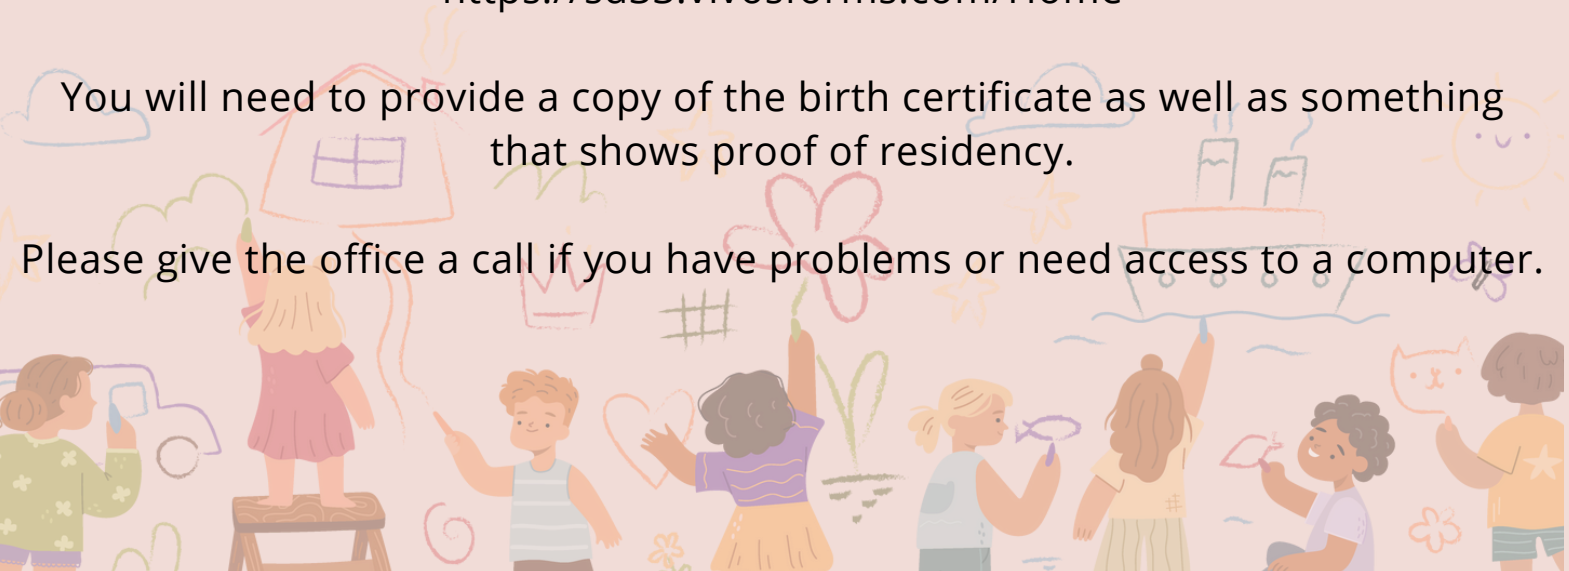 You will need to provide a copy of the birth certificate as well as something
that shows proof of residency.
Please give the office a call if you have problems or need access to a computer.